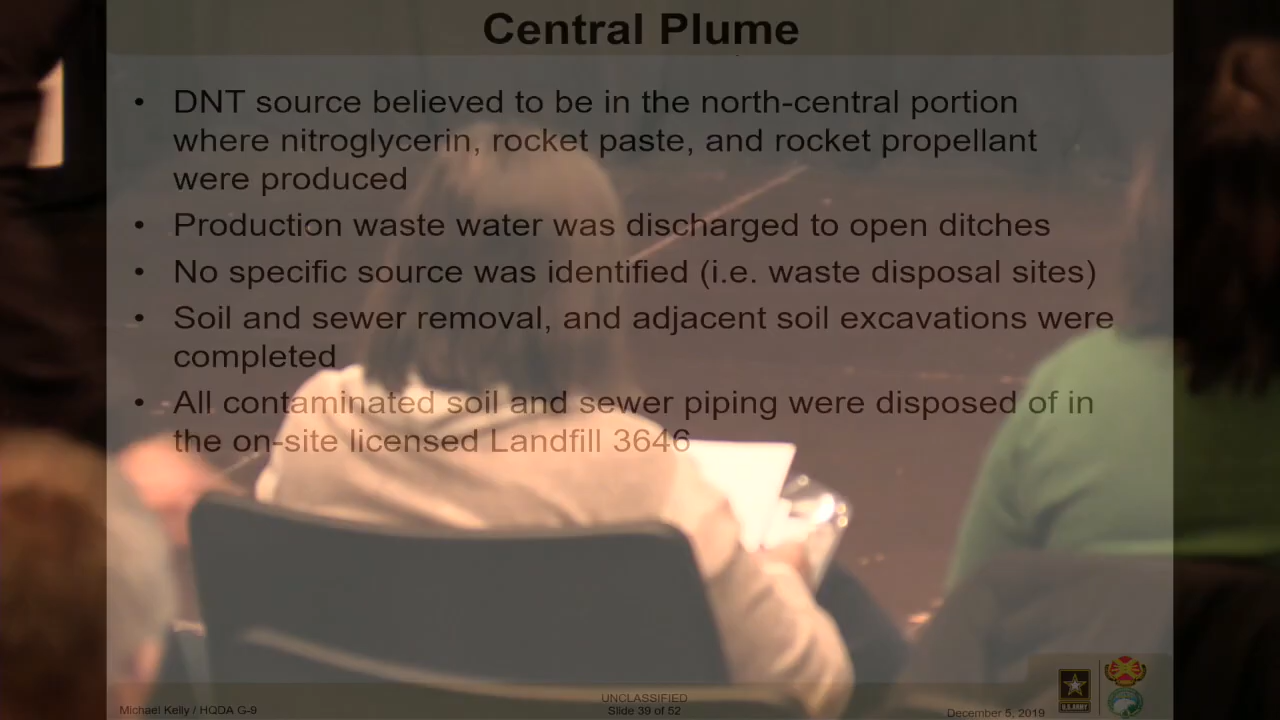 Central Plume
• DNT source believed to be in the north-central portion
where nitroglycerin, rocket paste, and rocket propellant
were produced
• Production waste water was discharged to open ditches
• No specific source was identified (i.e. waste disposal sites)
• Soil and sewer removal, and adjacent soil excavations were
completed
• All contaminated soil and sewer piping were disposed of in
the on-site licensed Landfill 3646
Michael Kelly / HQDA G-9
UNCLASSIFIED
Slide 39 of 52
December 5, 2019
U.S. ARMY